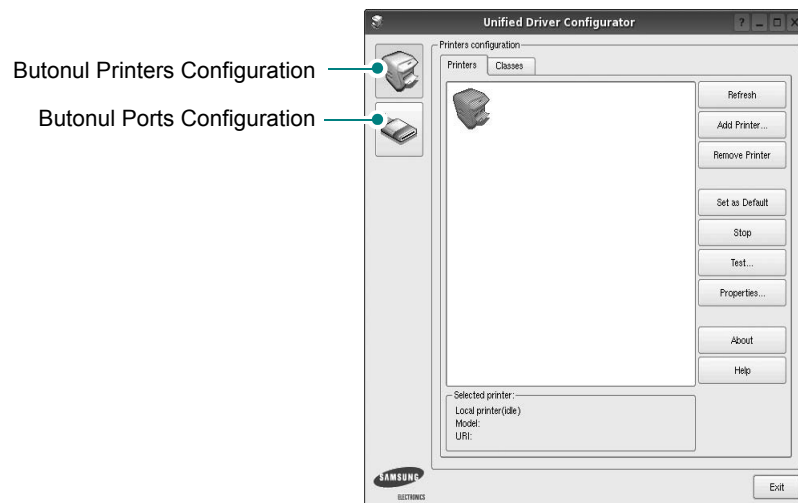 Unified Driver Configurator
Butonul Printers Configuration
Butonul Ports Configuration
Printers configuration
Printers
Classes
Refresh
Add Printer...
Remove Printer
Set as Default
Stop
Test...
Properties...
About
Help
Selected printer:
Local printer(idle)
Model:
URI:
SAMSUNG
ELECTRONICS
Exit